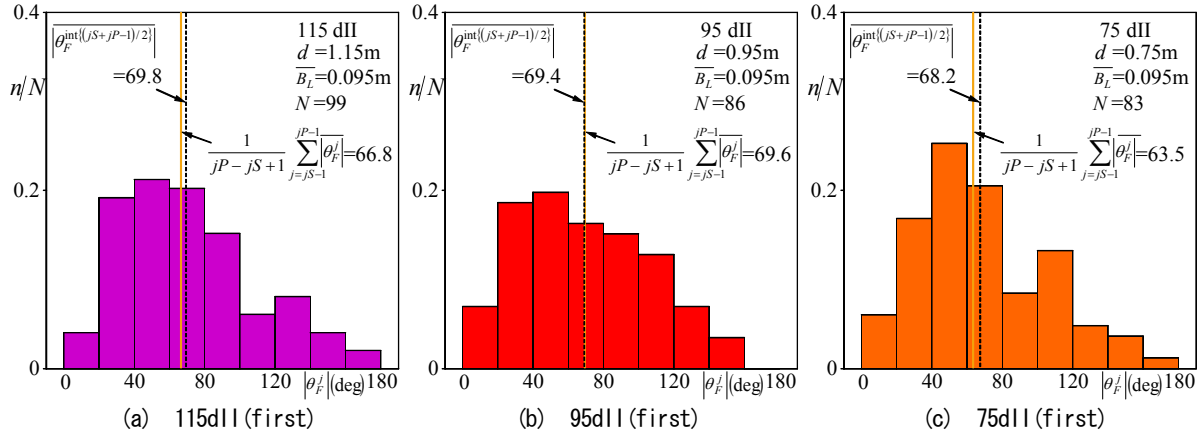 0.4
|θ_F^{int{(jS+jP-1)/2}}|
=69.8
115 dII
d =1.15m
B_L=0.095m
N =99
n/N
1/(jP-jS+1) Σ_{j=jS-1}^{jP-1} |θ_F^j|=66.8
0.2
0
0 40 80 120 180
|θ_F^j|(deg)
(a) 115dII(first)
0.4
|θ_F^{int{(jS+jP-1)/2}}|
=69.4
95 dII
d =0.95m
B_L=0.095m
N =86
n/N
1/(jP-jS+1) Σ_{j=jS-1}^{jP-1} |θ_F^j|=69.6
0.2
0
0 40 80 120 180
|θ_F^j|(deg)
(b) 95dII(first)
0.4
|θ_F^{int{(jS+jP-1)/2}}|
=68.2
75 dII
d =0.75m
B_L=0.095m
N =83
n/N
1/(jP-jS+1) Σ_{j=jS-1}^{jP-1} |θ_F^j|=63.5
0.2
0
0 40 80 120 180
|θ_F^j|(deg)
(c) 75dII(first)